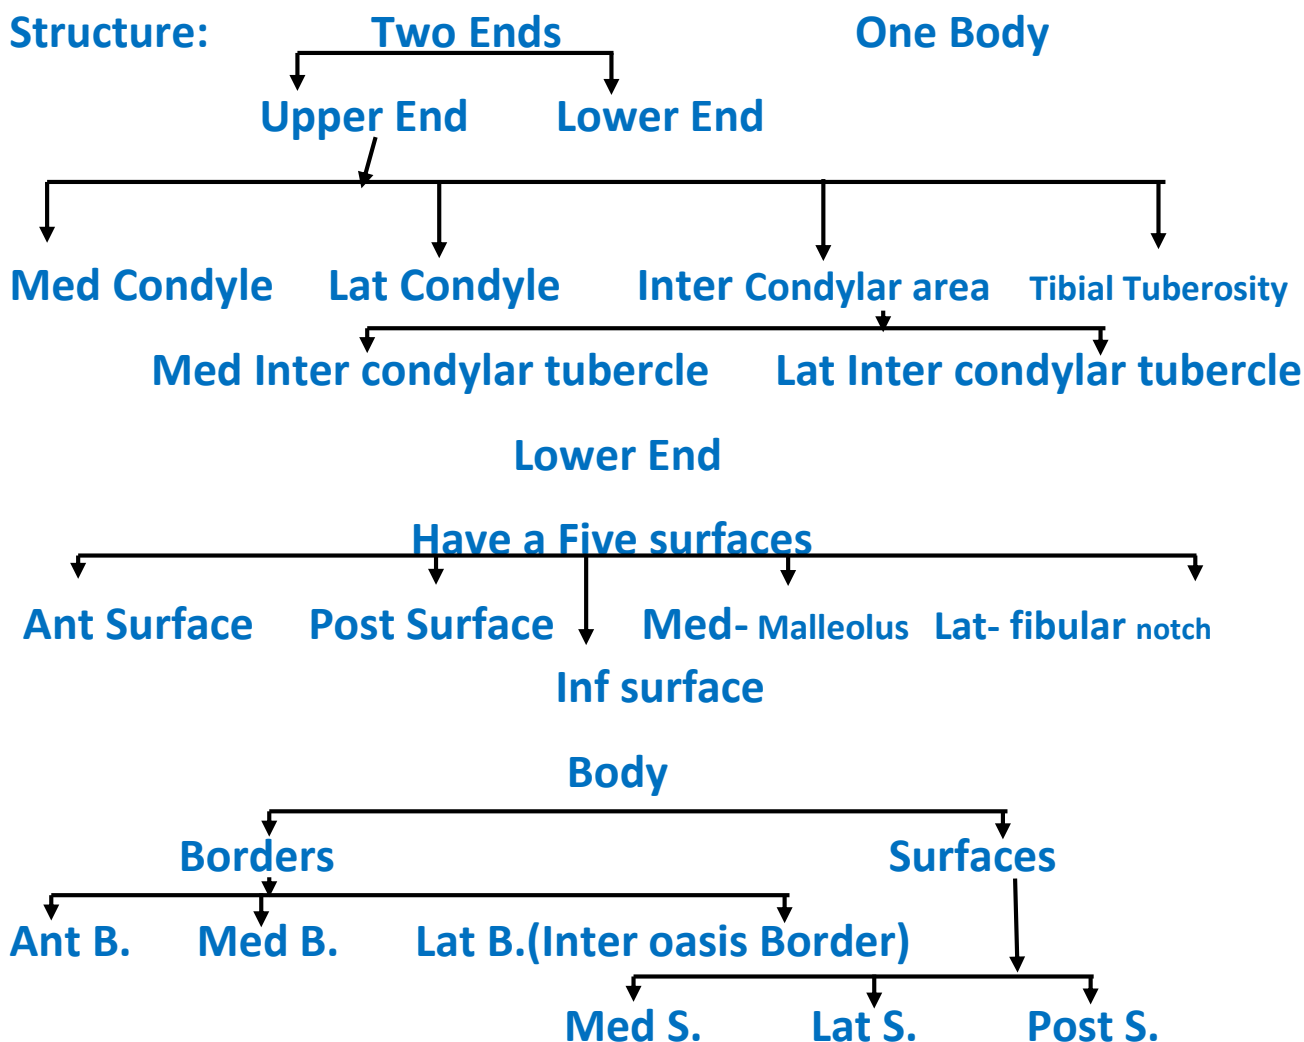 Structure: Two Ends One Body
Upper End Lower End
Med Condyle Lat Condyle Inter Condylar area Tibial Tuberosity
Med Inter condylar tubercle Lat Inter condylar tubercle
Lower End
Have a Five surfaces
Ant Surface Post Surface Med- Malleolus Lat- fibular notch
Inf surface
Body
Borders Surfaces
Ant B. Med B. Lat B.(Inter oasis Border)
Med S. Lat S. Post S.